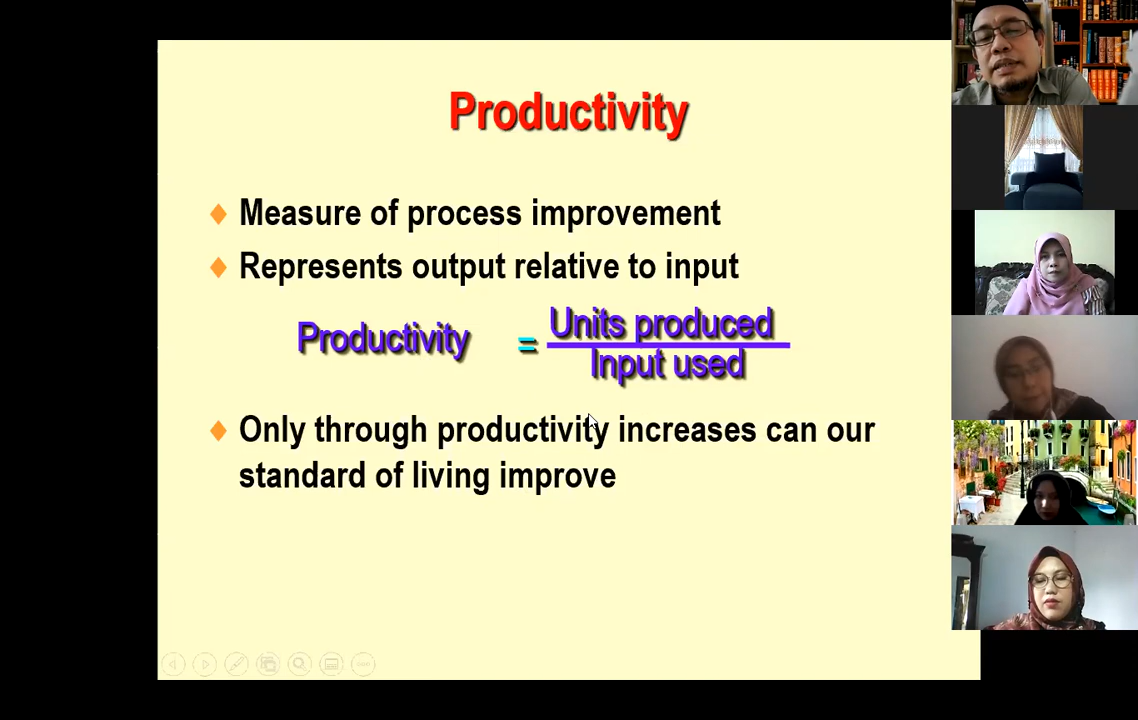 Productivity
Measure of process improvement
Represents output relative to input
Productivity = Units produced
Input used
Only through productivity increases can our
standard of living improve